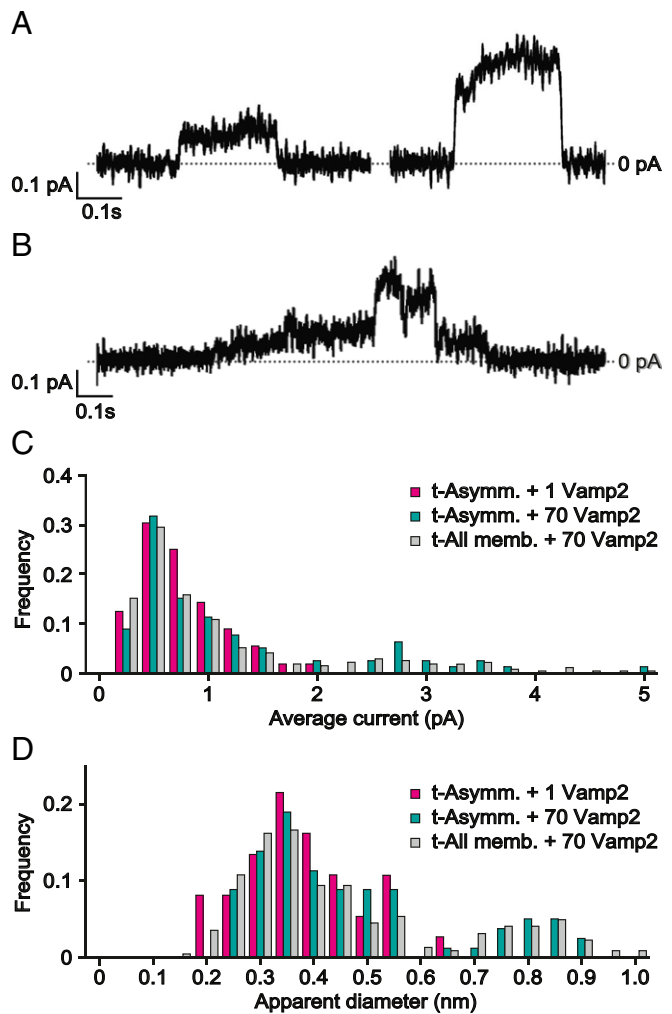 A
0 pA
0.1 pA
0.1s
B
0 pA
0.1 pA
0.1s
C
0.4
0.3
0.2
0.1
0
Frequency
t-Asymm. + 1 Vamp2
t-Asymm. + 70 Vamp2
t-All memb. + 70 Vamp2
0 1 2 3 4 5
Average current (pA)
D
0.2
0.1
0
Frequency
t-Asymm. + 1 Vamp2
t-Asymm. + 70 Vamp2
t-All memb. + 70 Vamp2
0 0.1 0.2 0.3 0.4 0.5 0.6 0.7 0.8 0.9 1.0
Apparent diameter (nm)